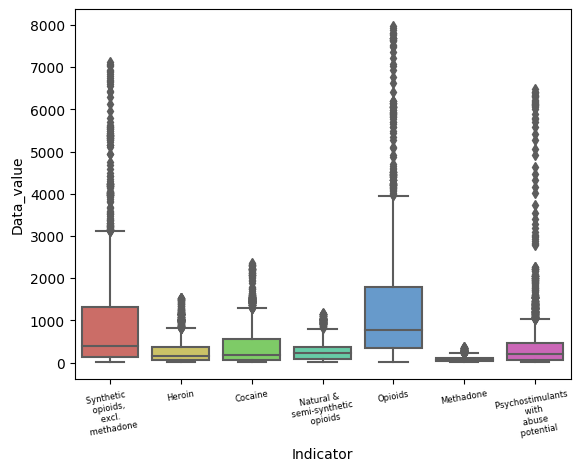 8000
7000
6000
5000
4000
3000
2000
1000
0
Data_value
Synthetic
opioids,
excl.
methadone
Heroin
Cocaine
Natural &
semi-synthetic
opioids
Opioids
Methadone
Psychostimulants
with
abuse
potential
Indicator